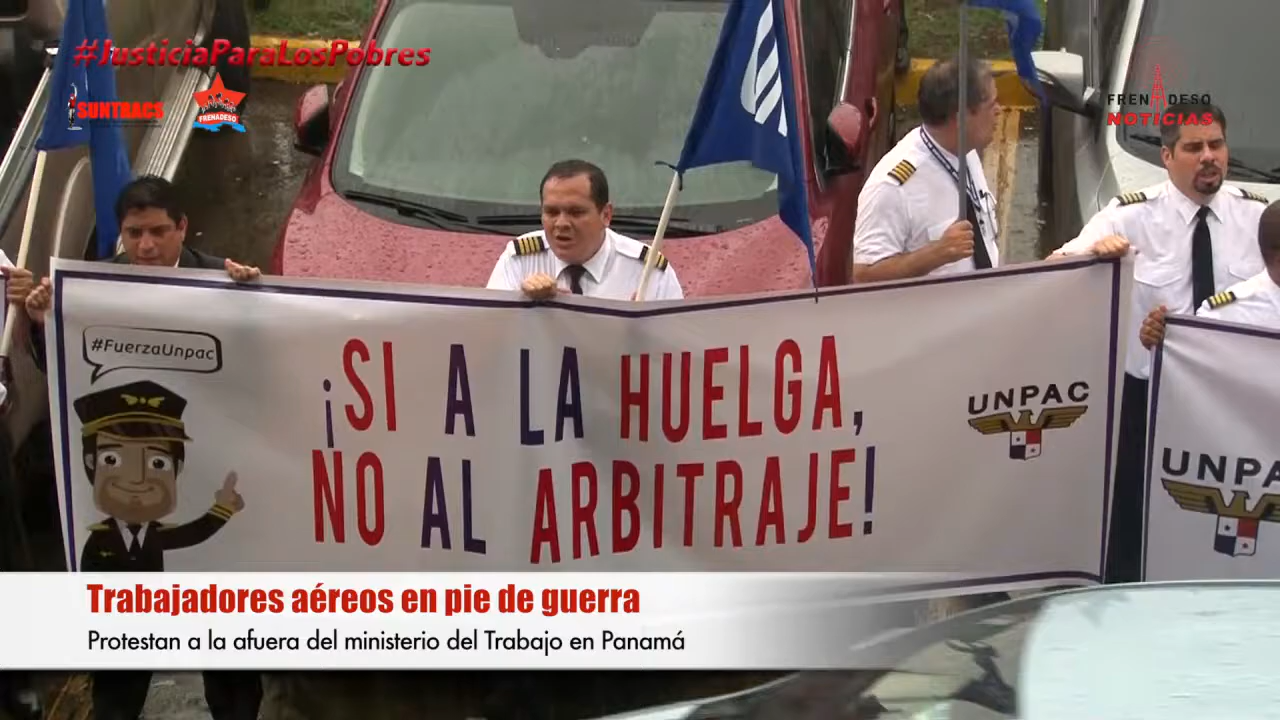 #JusticiaParaLosPobres
SUNTRACS
FRENADESO
FRENADESO
NOTICIAS
#FuerzaUnpac
¡SI A LA HUELGA,
NO AL ARBITRAJE!
UNPAC
UNPA
Trabajadores aéreos en pie de guerra
Protestan a la afuera del ministerio del Trabajo en Panamá